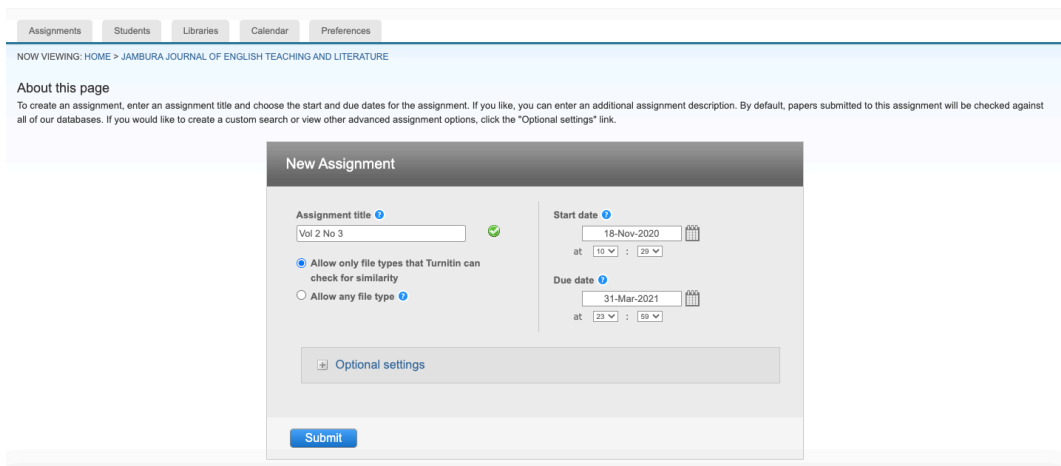 Assignments Students Libraries Calendar Preferences
NOW VIEWING: HOME > JAMBURA JOURNAL OF ENGLISH TEACHING AND LITERATURE
About this page
To create an assignment, enter an assignment title and choose the start and due dates for the assignment. If you like, you can enter an additional assignment description. By default, papers submitted to this assignment will be checked against
all of our databases. If you would like to create a custom search or view other advanced assignment options, click the "Optional settings" link.
New Assignment
Assignment title ?
Vol 2 No 3
Allow only file types that Turnitin can
check for similarity
Allow any file type ?
Start date ?
18-Nov-2020
at 10 : 29
Due date ?
31-Mar-2021
at 23 : 59
Optional settings
Submit